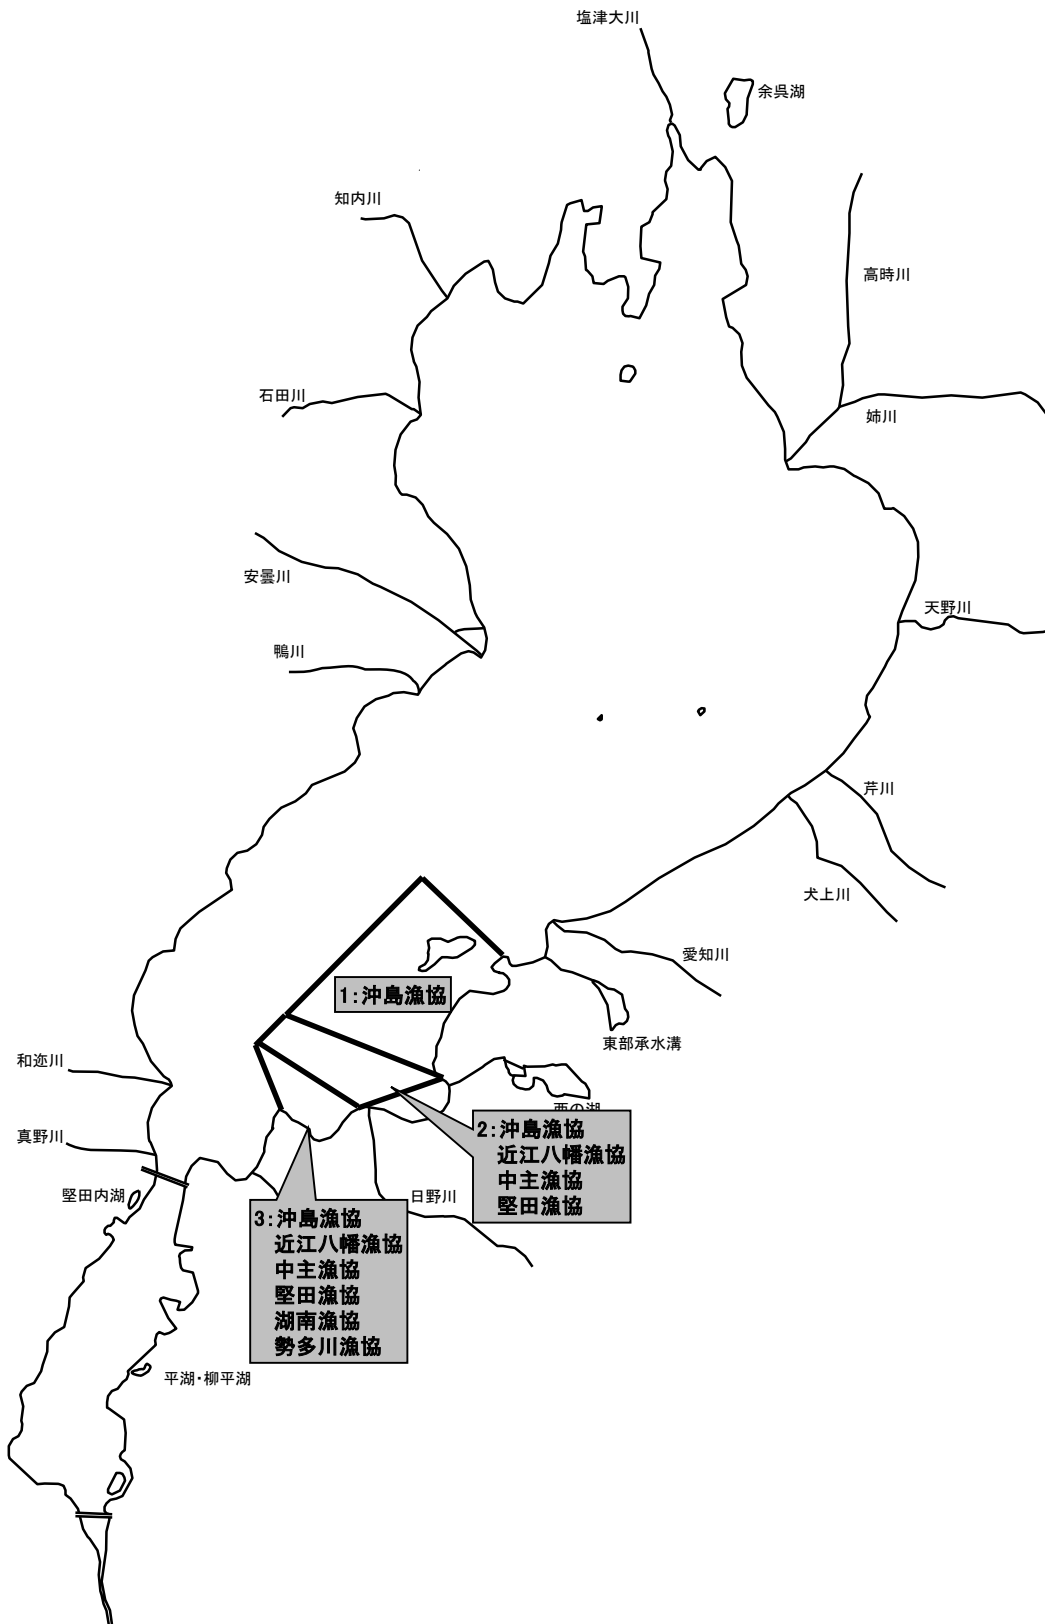 塩津大川
余呉湖
知内川
高時川
石田川
姉川
安曇川
天野川
鴨川
芹川
犬上川
愛知川
1:沖島漁協
東部承水溝
和迩川
西の湖
2:沖島漁協
近江八幡漁協
中主漁協
堅田漁協
真野川
堅田内湖
日野川
3:沖島漁協
近江八幡漁協
中主漁協
堅田漁協
湖南漁協
勢多川漁協
平湖・柳平湖